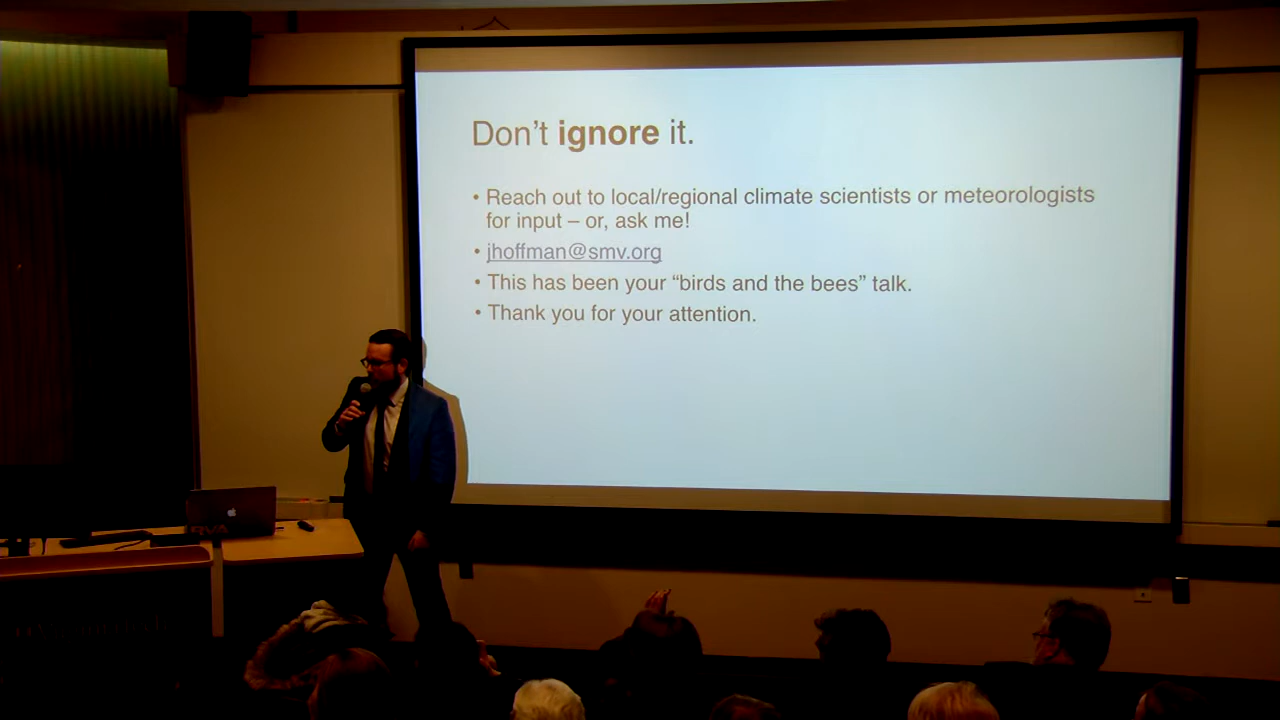 Don't ignore it.
• Reach out to local/regional climate scientists or meteorologists
for input – or, ask me!
• jhoffman@smv.org
• This has been your “birds and the bees” talk.
• Thank you for your attention.
RVA